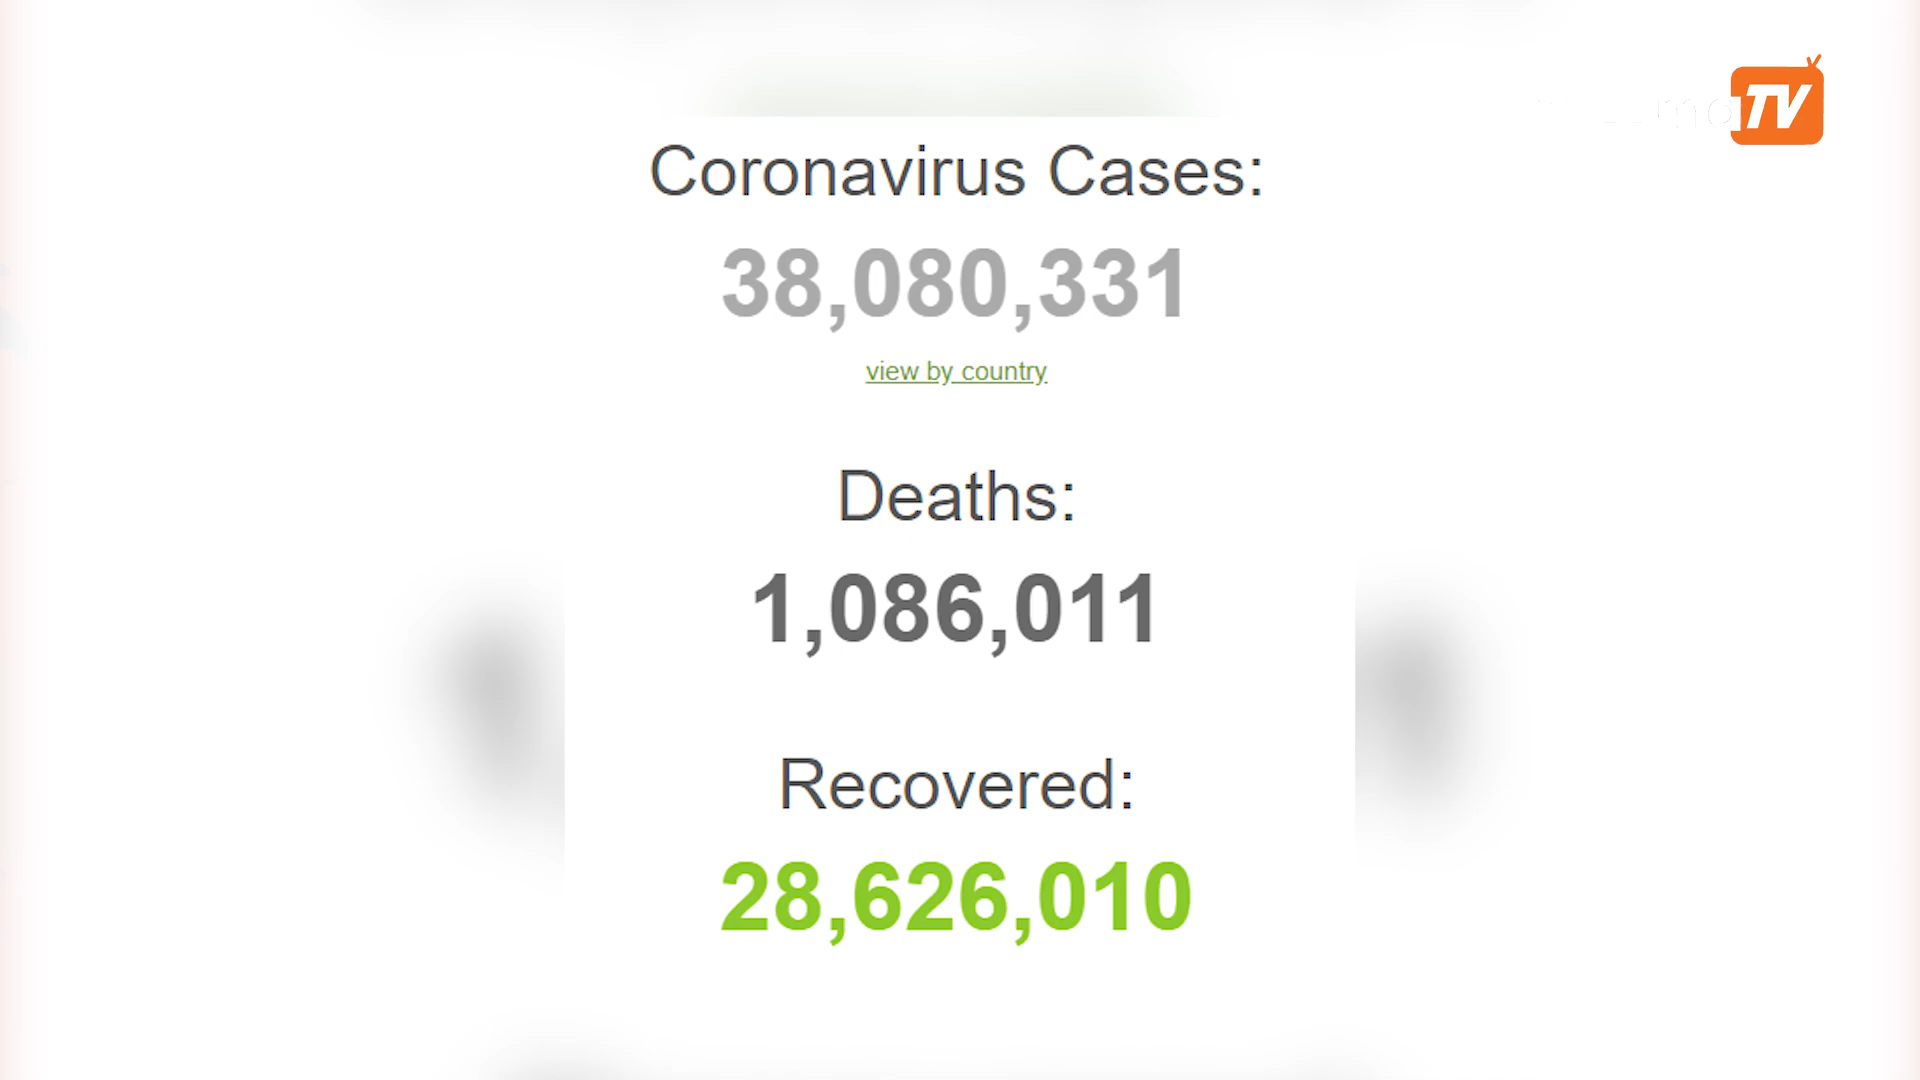 TV
Coronavirus Cases:
38,080,331
view by country
Deaths:
1,086,011
Recovered:
28,626,010